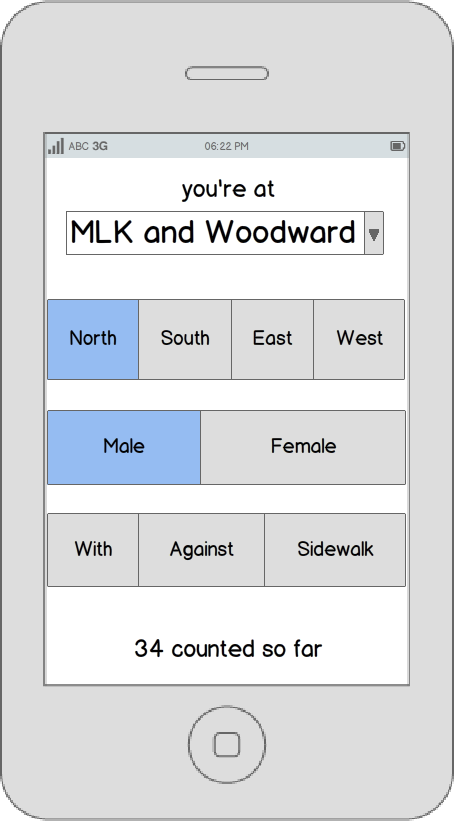 ABC 3G 06:22 PM
you're at
MLK and Woodward
North South East West
Male Female
With Against Sidewalk
34 counted so far